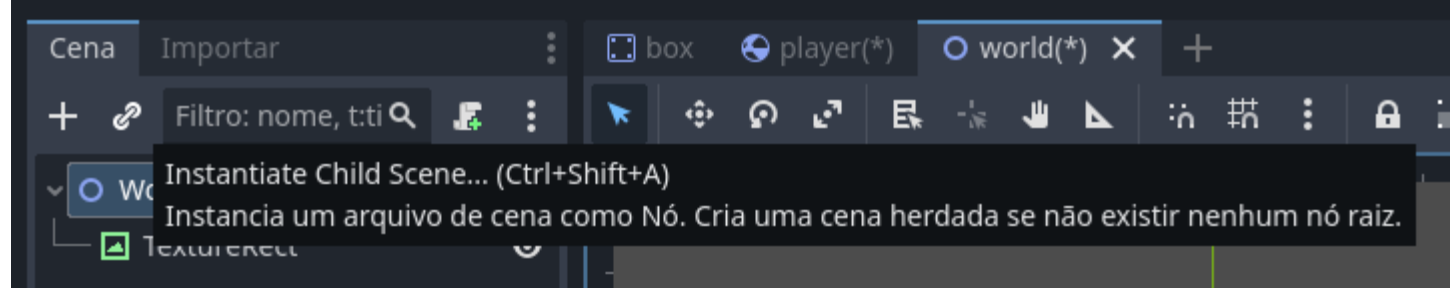 Cena Importar
box player(*) world(*)
Filtro: nome, t:ti
Instantiate Child Scene... (Ctrl+Shift+A)
Instancia um arquivo de cena como Nó. Cria uma cena herdada se não existir nenhum nó raiz.
TextureRect